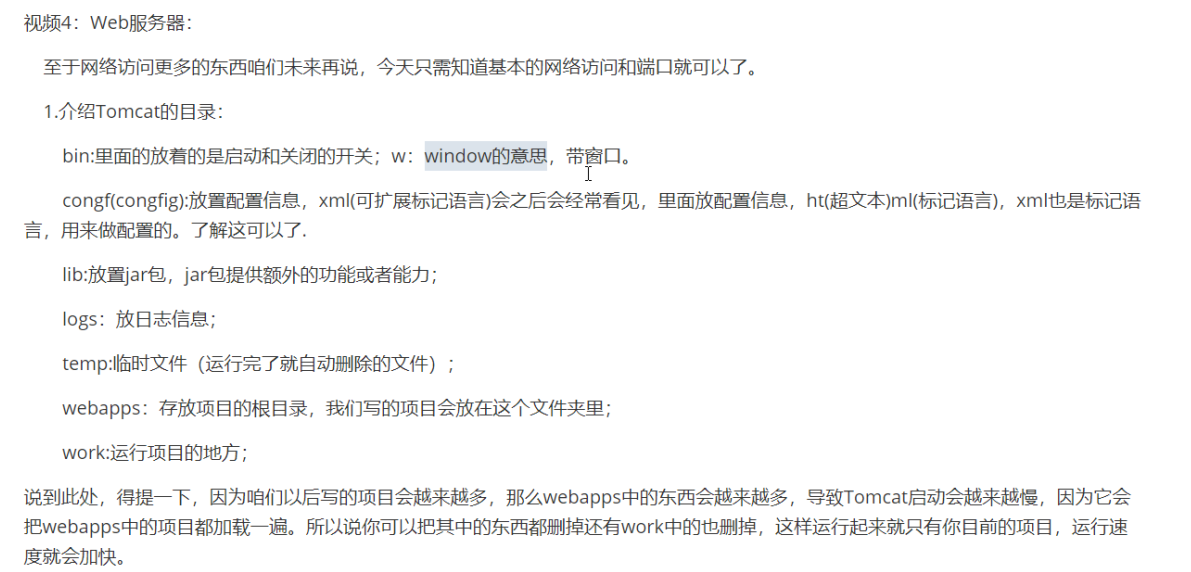 视频4：Web服务器：
至于网络访问更多的东西咱们未来再说，今天只需知道基本的网络访问和端口就可以了。
1.介绍Tomcat的目录：
bin:里面的放着的是启动和关闭的开关；w：window的意思，带窗口。
congf(congfig):放置配置信息，xml(可扩展标记语言)会之后会经常看见，里面放配置信息，ht(超文本)ml(标记语言)，xml也是标记语
言，用来做配置的。了解这可以了.
lib:放置jar包，jar包提供额外的功能或者能力；
logs：放日志信息；
temp:临时文件（运行完了就自动删除的文件）；
webapps：存放项目的根目录，我们写的项目会放在这个文件夹里；
work:运行项目的地方；
说到此处，得提一下，因为咱们以后写的项目会越来越多，那么webapps中的东西会越来越多，导致Tomcat启动会越来越慢，因为它会
把webapps中的项目都加载一遍。所以说你可以把其中的东西都删掉还有work中的也删掉，这样运行起来就只有你目前的项目，运行速
度就会加快。